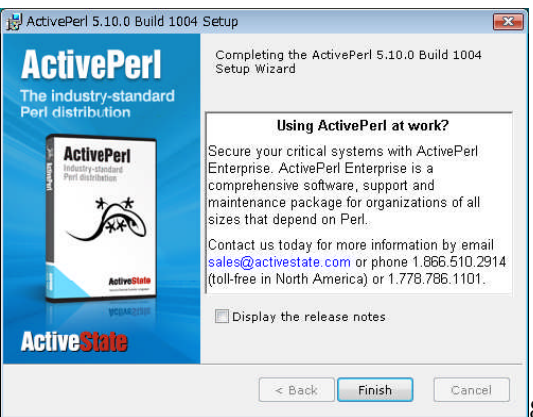 ActivePerl 5.10.0 Build 1004 Setup
ActivePerl
The industry-standard
Perl distribution
ActivePerl
Industry-standard
Perl distribution
ActiveState
ActiveState
Completing the ActivePerl 5.10.0 Build 1004
Setup Wizard
Using ActivePerl at work?
Secure your critical systems with ActivePerl
Enterprise. ActivePerl Enterprise is a
comprehensive software, support and
maintenance package for organizations of all
sizes that depend on Perl.
Contact us today for more information by email
sales@activestate.com or phone 1.866.510.2914
(toll-free in North America) or 1.778.786.1101.
Display the release notes
< Back
Finish
Cancel